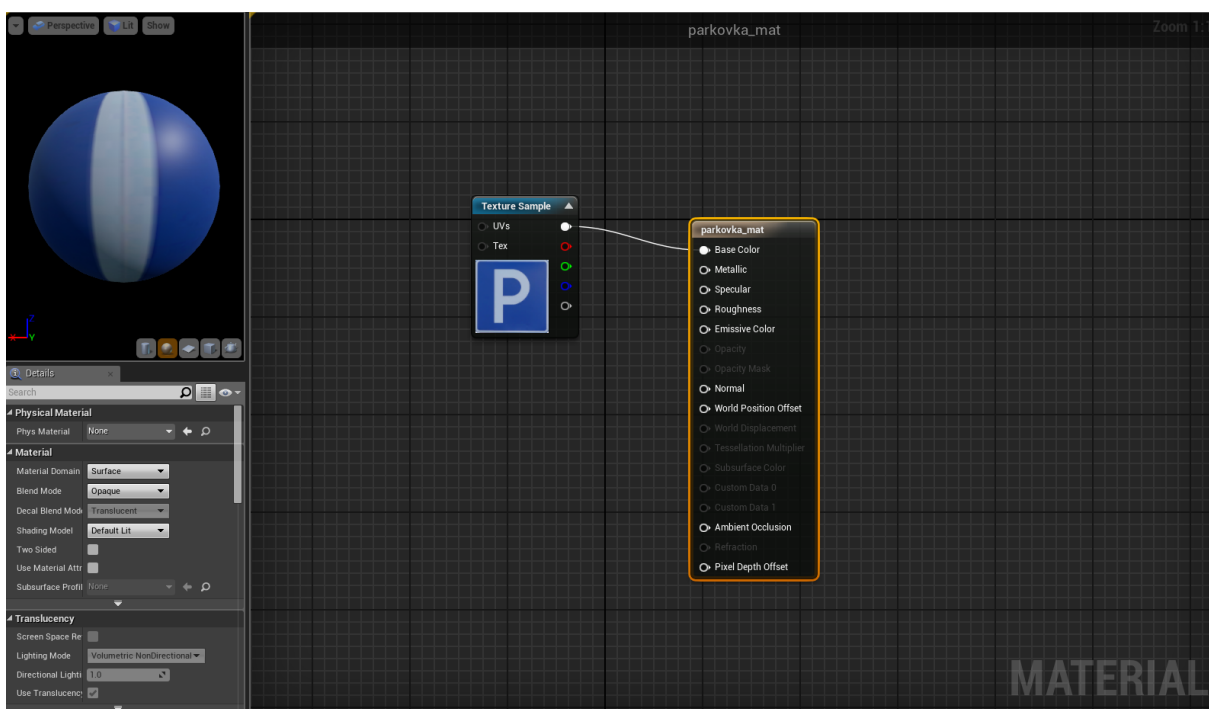 Perspective
Lit
Show
parkovka_mat
Zoom 1:
Texture Sample
UVs
Tex
P
parkovka_mat
Base Color
Metallic
Specular
Roughness
Emissive Color
Opacity
Opacity Mask
Normal
World Position Offset
World Displacement
Tessellation Multiplier
Subsurface Color
Custom Data 0
Custom Data 1
Ambient Occlusion
Refraction
Pixel Depth Offset
Z
X
Y
Details
Search
Physical Material
Phys Material None
Material
Material Domain Surface
Blend Mode Opaque
Decal Blend Mod Translucent
Shading Model Default Lit
Two Sided
Use Material Attr
Subsurface Profil None
Translucency
Screen Space Re
Lighting Mode Volumetric NonDirectional
Directional Lighti 1.0
Use Translucency
MATERIAL